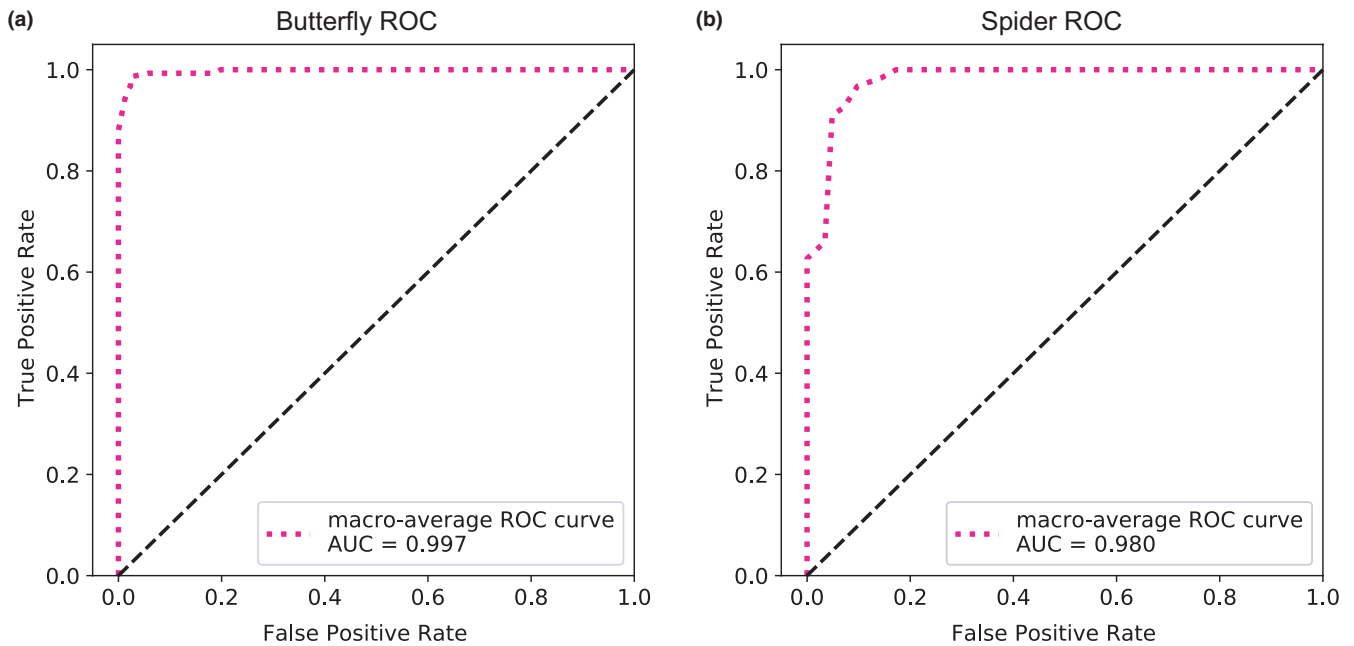 (a)
Butterfly ROC
True Positive Rate
1.0
0.8
0.6
0.4
0.2
0.0
macro-average ROC curve
AUC = 0.997
0.0 0.2 0.4 0.6 0.8 1.0
False Positive Rate
(b)
Spider ROC
True Positive Rate
1.0
0.8
0.6
0.4
0.2
0.0
macro-average ROC curve
AUC = 0.980
0.0 0.2 0.4 0.6 0.8 1.0
False Positive Rate